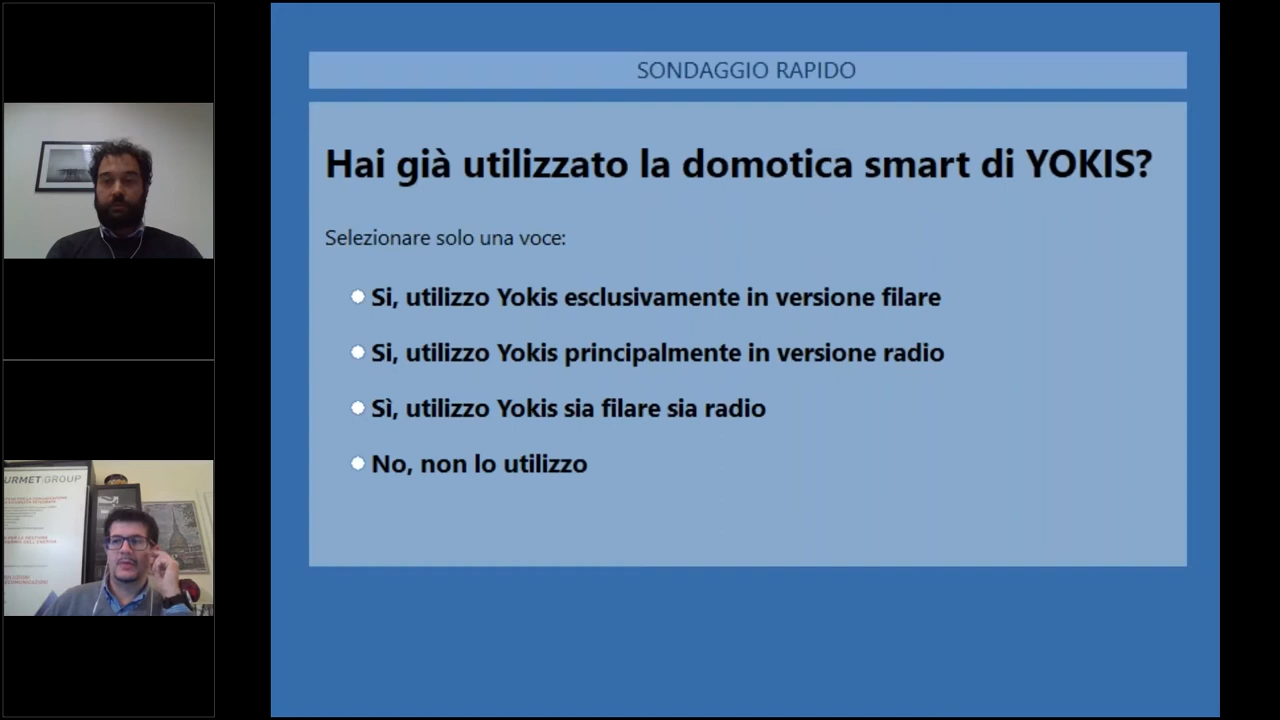 SONDAGGIO RAPIDO
Hai già utilizzato la domotica smart di YOKIS?
Selezionare solo una voce:
Si, utilizzo Yokis esclusivamente in versione filare
Si, utilizzo Yokis principalmente in versione radio
Sì, utilizzo Yokis sia filare sia radio
No, non lo utilizzo
URMET GROUP